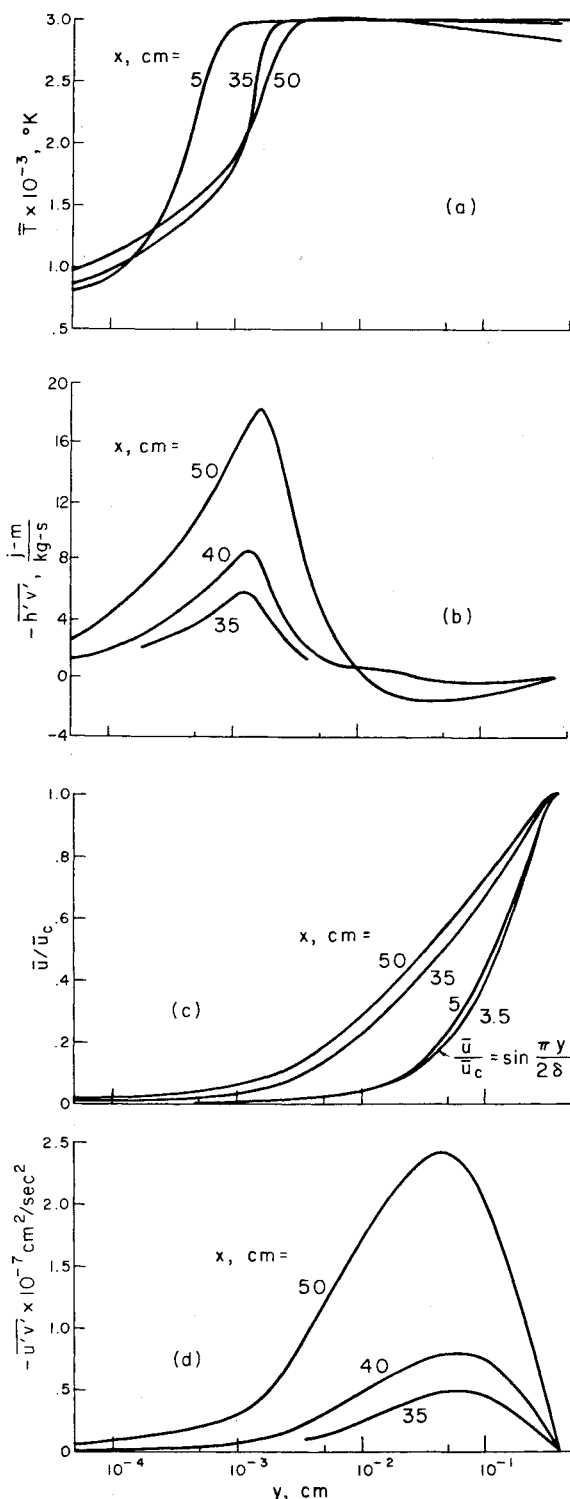 3.0
x, cm=
5
35
50
2.5
2.0
T̄ x 10⁻³, °K
(a)
1.5
1.0
.5
16
x, cm=
50
12
-h'v', j-m/kg-s
8
40
35
(b)
4
0
-4
1.0
.8
ū/ūc
.6
x, cm=
50
.4
35
5
(c)
3.5
.2
ū/ūc = sin πy/2δ
0
2.5
2.0
x, cm=
50
-u'v' x 10⁻⁷ cm²/sec²
1.5
1.0
(d)
40
.5
35
0
10⁻⁴
10⁻³
10⁻²
10⁻¹
y, cm